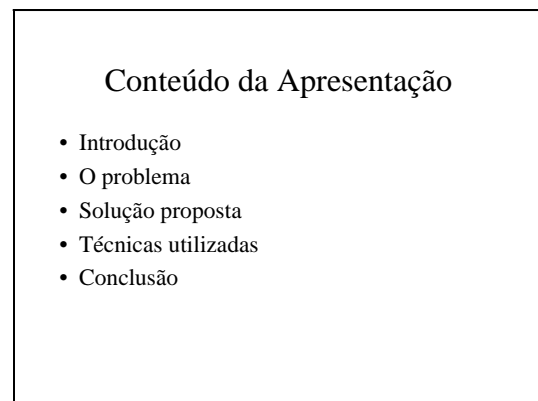 Conteúdo da Apresentação
• Introdução
• O problema
• Solução proposta
• Técnicas utilizadas
• Conclusão